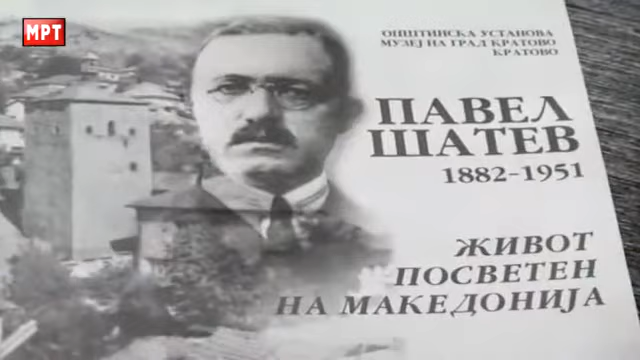 МРТ
ОПШТИНСКА УСТАНОВА
МУЗЕЈ НА ГРАД КРАТОВО
КРАТОВО
ПАВЕЛ
ШАТЕВ
1882-1951
ЖИВОТ
ПОСВЕТЕН
НА МАКЕДОНИЈА